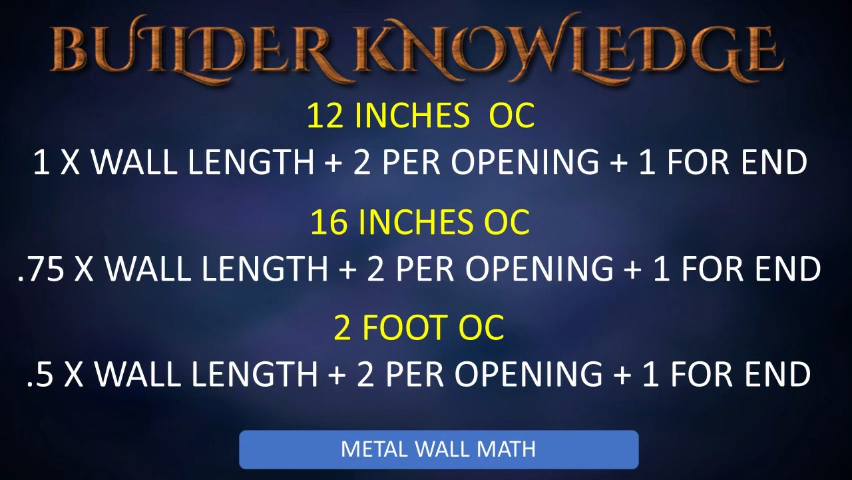 BUILDER KNOWLEDGE
12 INCHES OC
1 X WALL LENGTH + 2 PER OPENING + 1 FOR END
16 INCHES OC
.75 X WALL LENGTH + 2 PER OPENING + 1 FOR END
2 FOOT OC
.5 X WALL LENGTH + 2 PER OPENING + 1 FOR END
METAL WALL MATH